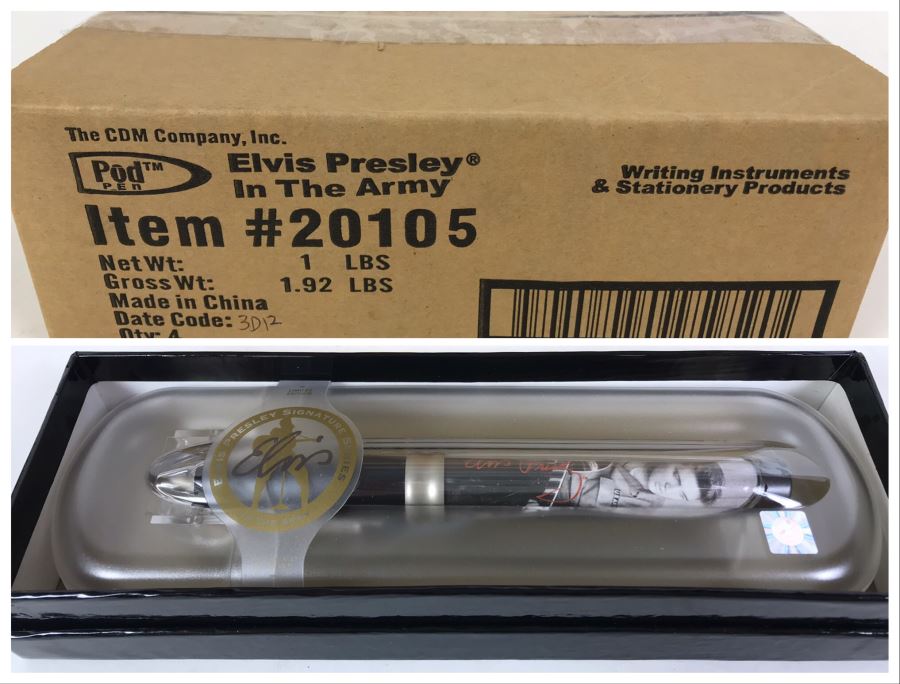 The CDM Company, Inc.
Pod™
PEN
Elvis Presley®
In The Army
Writing Instruments
& Stationery Products
Item #20105
Net Wt: 1 LBS
Gross Wt: 1.92 LBS
Made in China
Date Code: 3D12
Qty: 4
ELVIS PRESLEY SIGNATURE SERIES
Elvis
Elvis Presley